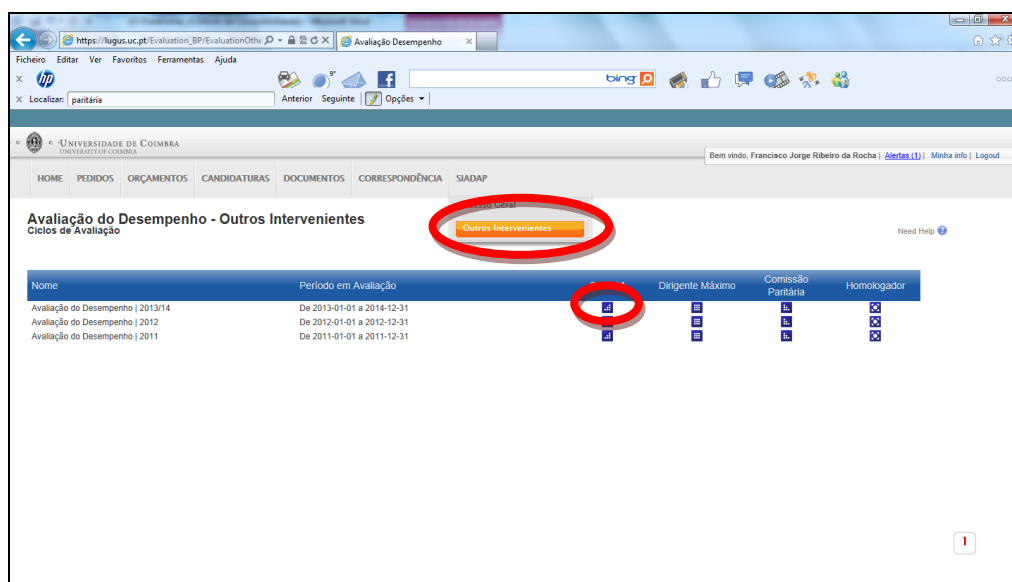 https://lugus.uc.pt/Evaluation_BP/EvaluationOthe
Avaliação Desempenho
Ficheiro Editar Ver Favoritos Ferramentas Ajuda
x hp bing
x Localizar: paritária Anterior Seguinte Opções
UNIVERSIDADE DE COIMBRA
UNIVERSITY OF COIMBRA
Bem vindo, Francisco Jorge Ribeiro da Rocha | Alertas (1) | Minha info | Logout
HOME PEDIDOS ORÇAMENTOS CANDIDATURAS DOCUMENTOS CORRESPONDÊNCIA SIADAP
Geral
Outros Intervenientes
Avaliação do Desempenho - Outros Intervenientes
Ciclos de Avaliação
Need Help
Nome Período em Avaliação Dirigente Máximo Comissão Paritária Homologador
Avaliação do Desempenho | 2013/14 De 2013-01-01 a 2014-12-31
Avaliação do Desempenho | 2012 De 2012-01-01 a 2012-12-31
Avaliação do Desempenho | 2011 De 2011-01-01 a 2011-12-31
1